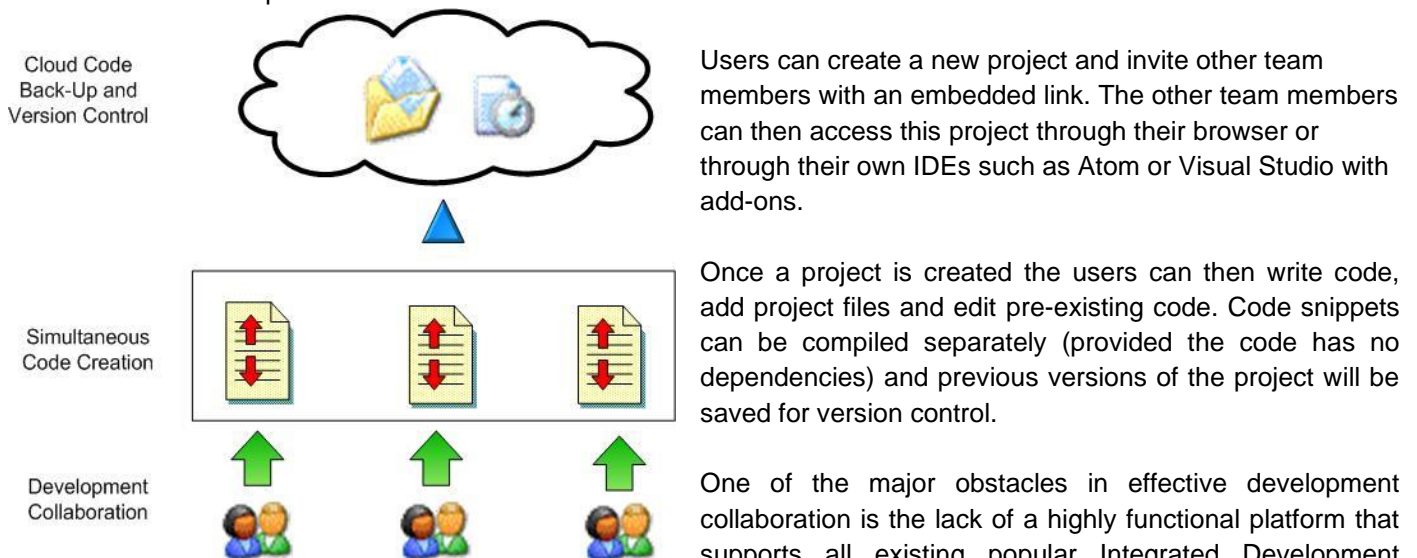 Cloud Code
Back-Up and
Version Control
Simultaneous
Code Creation
Development
Collaboration
Users can create a new project and invite other team
members with an embedded link. The other team members
can then access this project through their browser or
through their own IDEs such as Atom or Visual Studio with
add-ons.
Once a project is created the users can then write code,
add project files and edit pre-existing code. Code snippets
can be compiled separately (provided the code has no
dependencies) and previous versions of the project will be
saved for version control.
One of the major obstacles in effective development
collaboration is the lack of a highly functional platform that
supports all existing popular Integrated Development